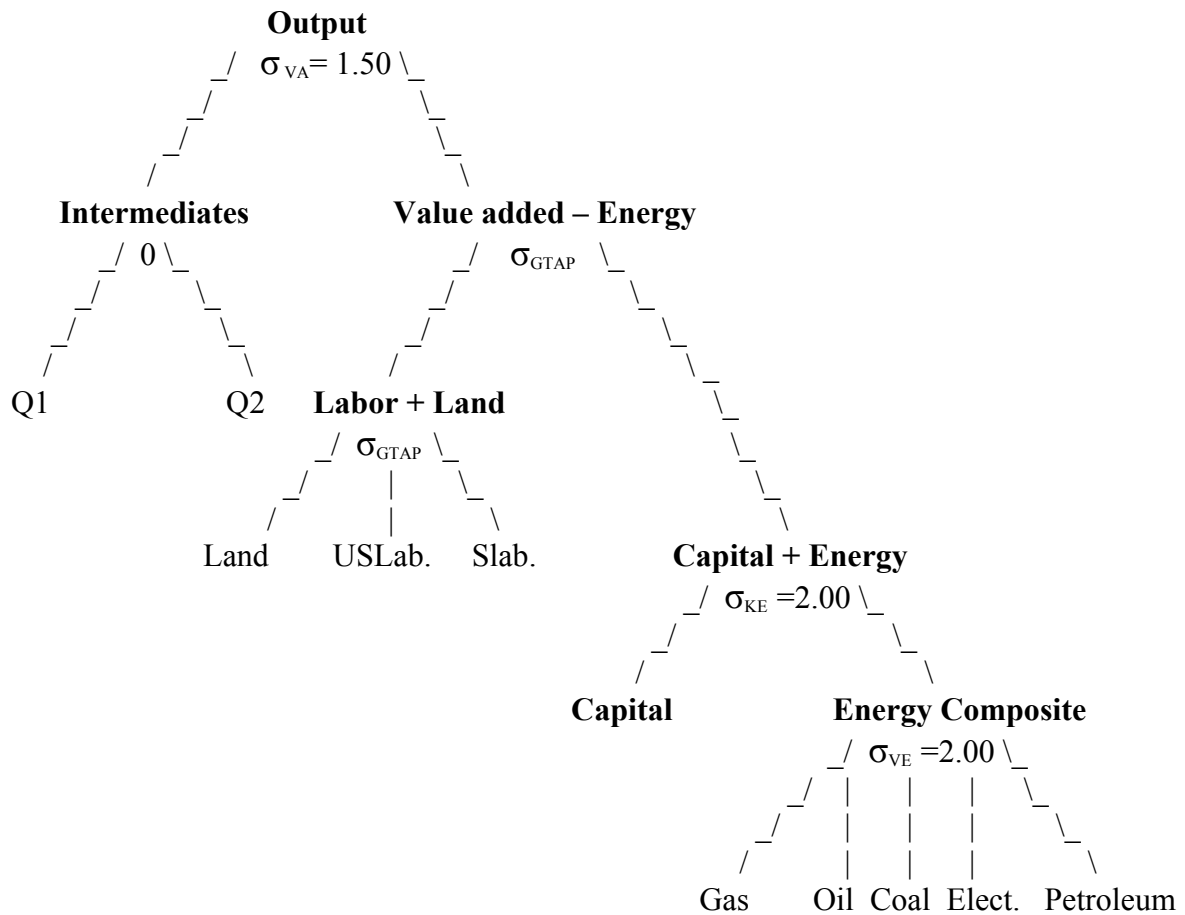 Output
σ VA= 1.50
Intermediates Value added – Energy
0 σGTAP
Q1 Q2 Labor + Land
σGTAP
Land USLab. Slab. Capital + Energy
σKE =2.00
Capital Energy Composite
σVE =2.00
Gas Oil Coal Elect. Petroleum